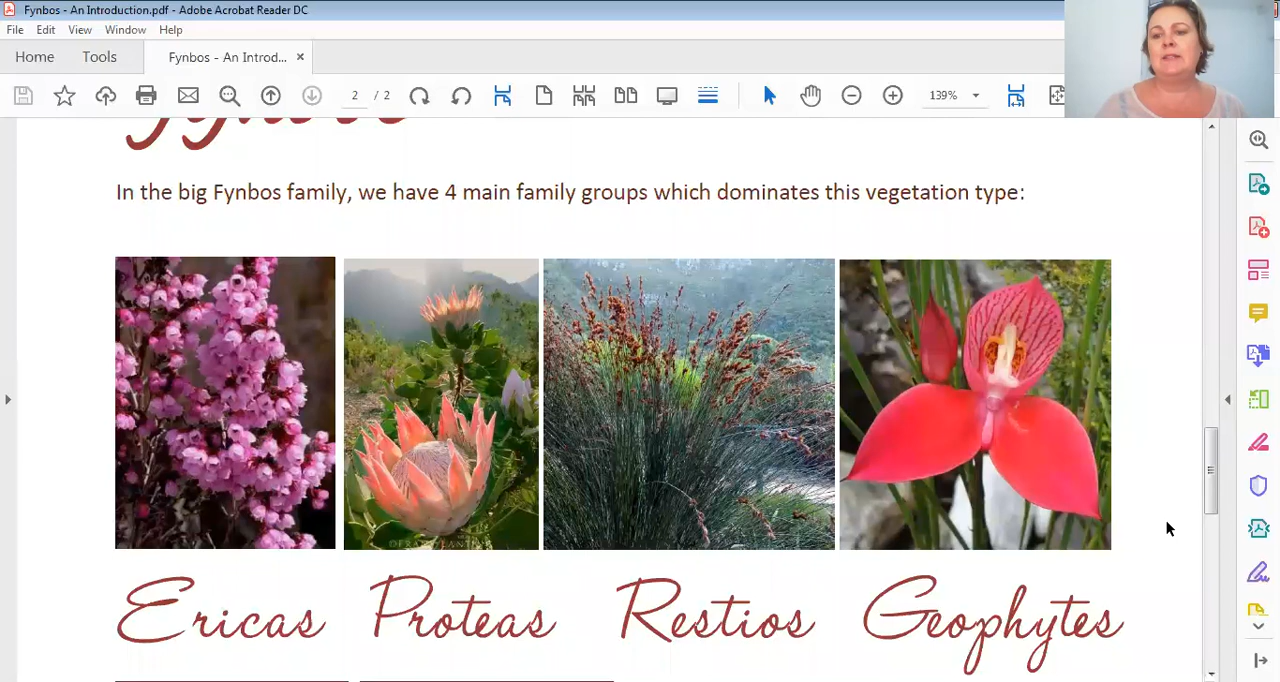 Fynbos - An Introduction.pdf - Adobe Acrobat Reader DC
File Edit View Window Help
Home Tools Fynbos - An Introd... ×
2 / 2 139%
In the big Fynbos family, we have 4 main family groups which dominates this vegetation type:
Ericas Proteas Restios Geophytes